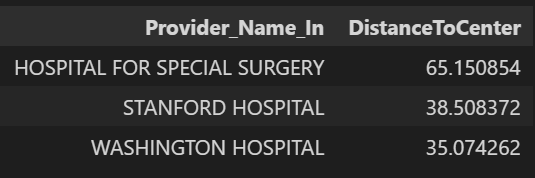 Provider_Name_In DistanceToCenter
HOSPITAL FOR SPECIAL SURGERY 65.150854
STANFORD HOSPITAL 38.508372
WASHINGTON HOSPITAL 35.074262